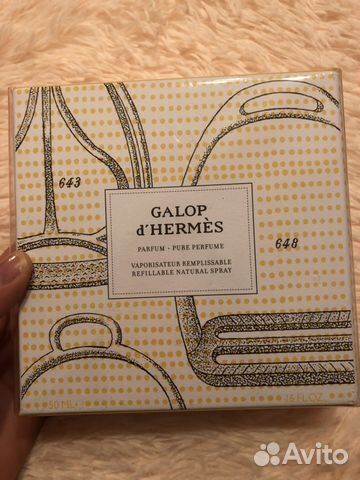 643
GALOP
d'HERMÈS
PARFUM - PURE PERFUME
VAPORISATEUR REMPLISSABLE
REFILLABLE NATURAL SPRAY
648
50 ML
1.6 FL.OZ.
Avito